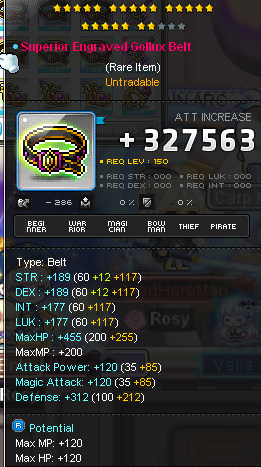 Superior Engraved Gollux Belt
(Rare Item)
Untradable
ATT INCREASE
+ 327563
REQ LEV : 150
REQ STR : 000 REQ LUK : 000
REQ DEX : 000 REQ INT : 000
- 286 0 % 0 %
BEGINNER WARRIOR MAGICIAN BOWMAN THIEF PIRATE
Type: Belt
STR : +189 (60 +12 +117)
DEX : +189 (60 +12 +117)
INT : +177 (60 +117)
LUK : +177 (60 +117)
MaxHP : +455 (200 +255)
MaxMP : +200
Attack Power: +120 (35 +85)
Magic Attack: +120 (35 +85)
Defense: +312 (100 +212)
Rosy
Vella
Carp
R Potential
Max MP: +120
Max HP: +120